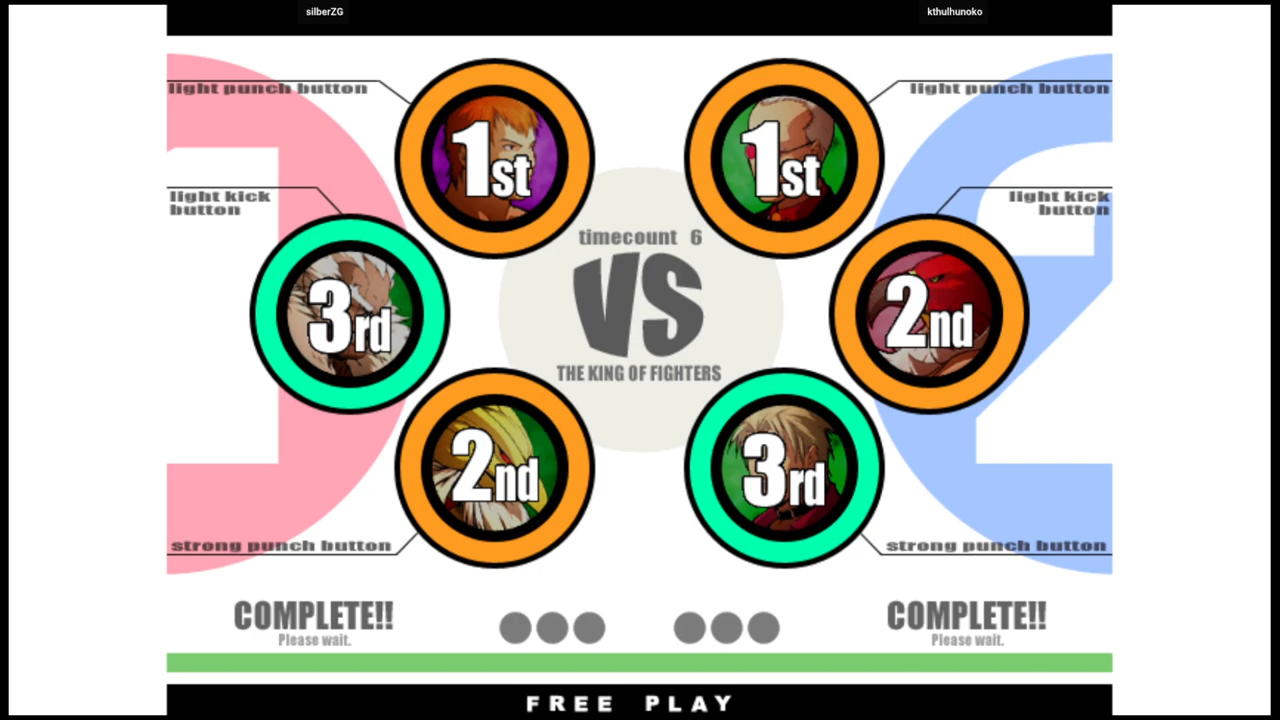 silberZG
kthulhunoko
light punch button
light punch button
1st
1st
light kick
button
light kick
button
timecount 6
VS
THE KING OF FIGHTERS
3rd
2nd
2nd
3rd
strong punch button
strong punch button
COMPLETE!!
Please wait.
COMPLETE!!
Please wait.
FREE PLAY
1
2